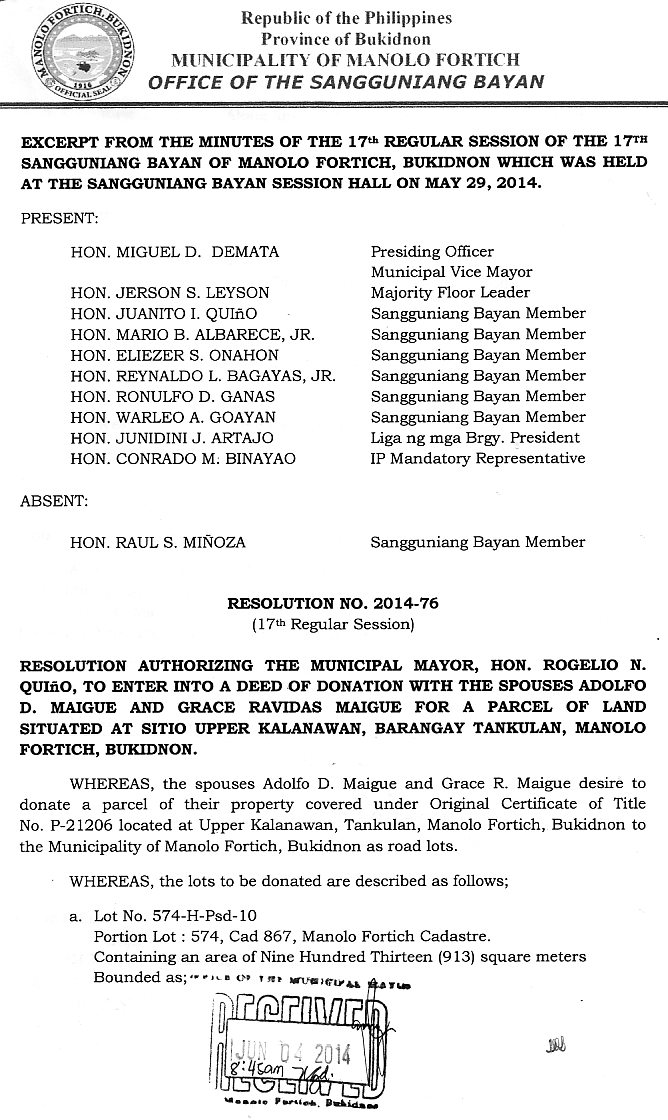 MANOLO FORTICH, BUKIDNON
1916
OFFICIAL SEAL
Republic of the Philippines
Province of Bukidnon
MUNICIPALITY OF MANOLO FORTICH
OFFICE OF THE SANGGUNIANG BAYAN
EXCERPT FROM THE MINUTES OF THE 17th REGULAR SESSION OF THE 17TH
SANGGUNIANG BAYAN OF MANOLO FORTICH, BUKIDNON WHICH WAS HELD
AT THE SANGGUNIANG BAYAN SESSION HALL ON MAY 29, 2014.
PRESENT:
HON. MIGUEL D. DEMATA Presiding Officer
Municipal Vice Mayor
HON. JERSON S. LEYSON Majority Floor Leader
HON. JUANITO I. QUIñO Sangguniang Bayan Member
HON. MARIO B. ALBARECE, JR. Sangguniang Bayan Member
HON. ELIEZER S. ONAHON Sangguniang Bayan Member
HON. REYNALDO L. BAGAYAS, JR. Sangguniang Bayan Member
HON. RONULFO D. GANAS Sangguniang Bayan Member
HON. WARLEO A. GOAYAN Sangguniang Bayan Member
HON. JUNIDINI J. ARTAJO Liga ng mga Brgy. President
HON. CONRADO M. BINAYAO IP Mandatory Representative
ABSENT:
HON. RAUL S. MIÑOZA Sangguniang Bayan Member
RESOLUTION NO. 2014-76
(17th Regular Session)
RESOLUTION AUTHORIZING THE MUNICIPAL MAYOR, HON. ROGELIO N.
QUIñO, TO ENTER INTO A DEED OF DONATION WITH THE SPOUSES ADOLFO
D. MAIGUE AND GRACE RAVIDAS MAIGUE FOR A PARCEL OF LAND
SITUATED AT SITIO UPPER KALANAWAN, BARANGAY TANKULAN, MANOLO
FORTICH, BUKIDNON.
WHEREAS, the spouses Adolfo D. Maigue and Grace R. Maigue desire to
donate a parcel of their property covered under Original Certificate of Title
No. P-21206 located at Upper Kalanawan, Tankulan, Manolo Fortich, Bukidnon to
the Municipality of Manolo Fortich, Bukidnon as road lots.
WHEREAS, the lots to be donated are described as follows;
a. Lot No. 574-H-Psd-10
Portion Lot : 574, Cad 867, Manolo Fortich Cadastre.
Containing an area of Nine Hundred Thirteen (913) square meters
Bounded as;
OFFICE OF THE MUNICIPAL MAYOR
RECEIVED
JUN 04 2014
8:45am
Manolo Fortich, Bukidnon